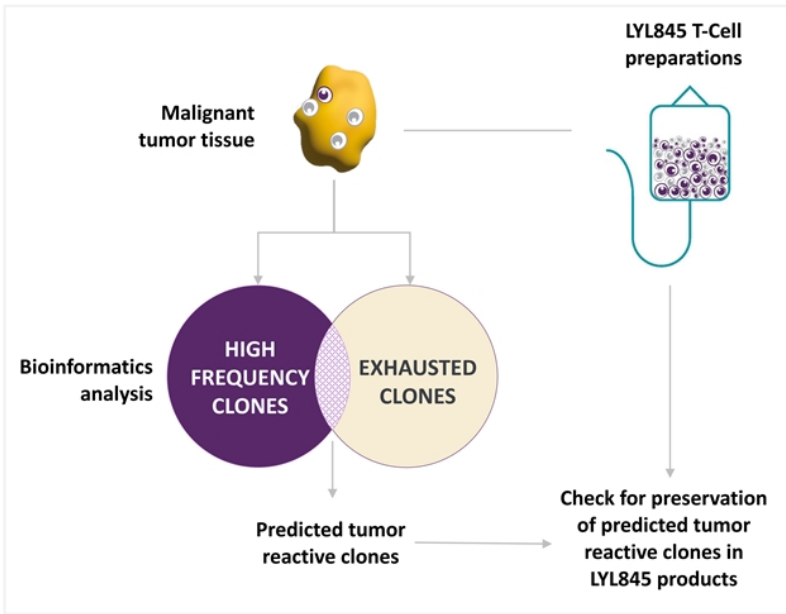 LYL845 T-Cell
preparations
Malignant
tumor tissue
Bioinformatics
analysis
HIGH
FREQUENCY
CLONES
EXHAUSTED
CLONES
Predicted tumor
reactive clones
Check for preservation
of predicted tumor
reactive clones in
LYL845 products